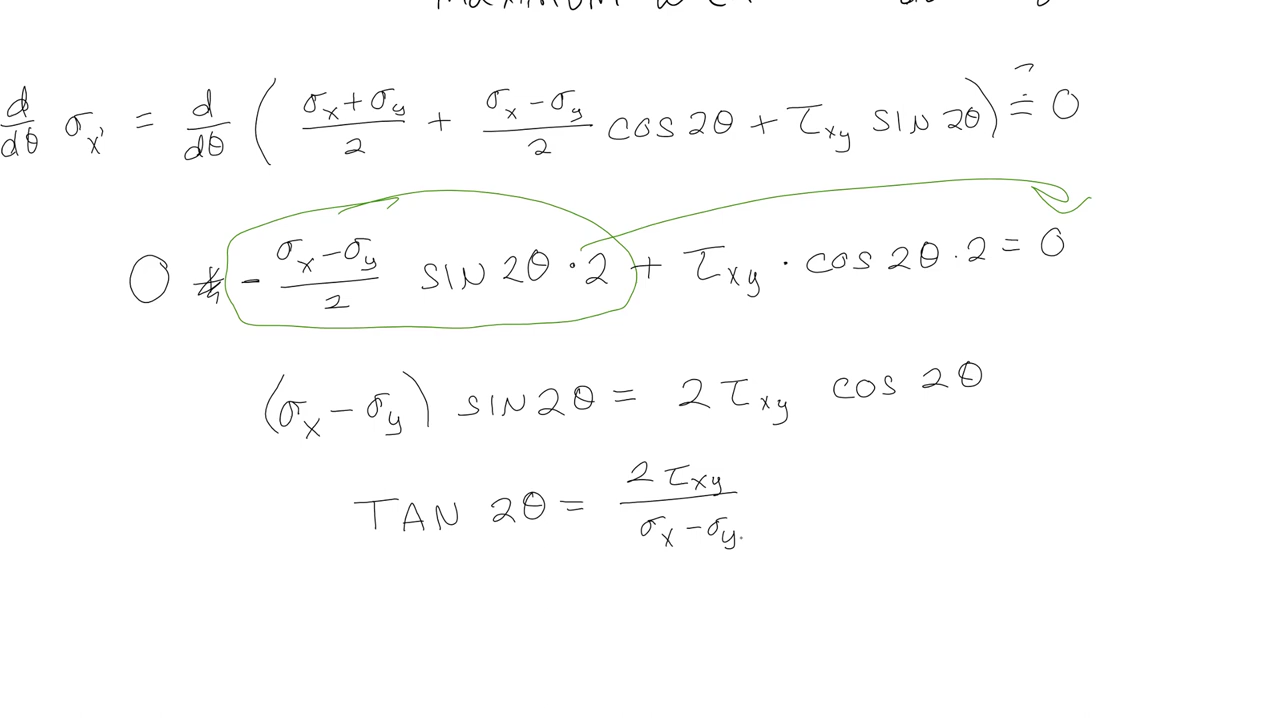 MAXIMUM
d/dθ σx' = d/dθ ( (σx + σy)/2 + (σx − σy)/2 COS 2θ + τxy SIN 2θ ) ≟ 0
0 − (σx − σy)/2 SIN 2θ · 2 + τxy · COS 2θ · 2 = 0
(σx − σy) SIN 2θ = 2 τxy COS 2θ
TAN 2θ = 2 τxy / (σx − σy)